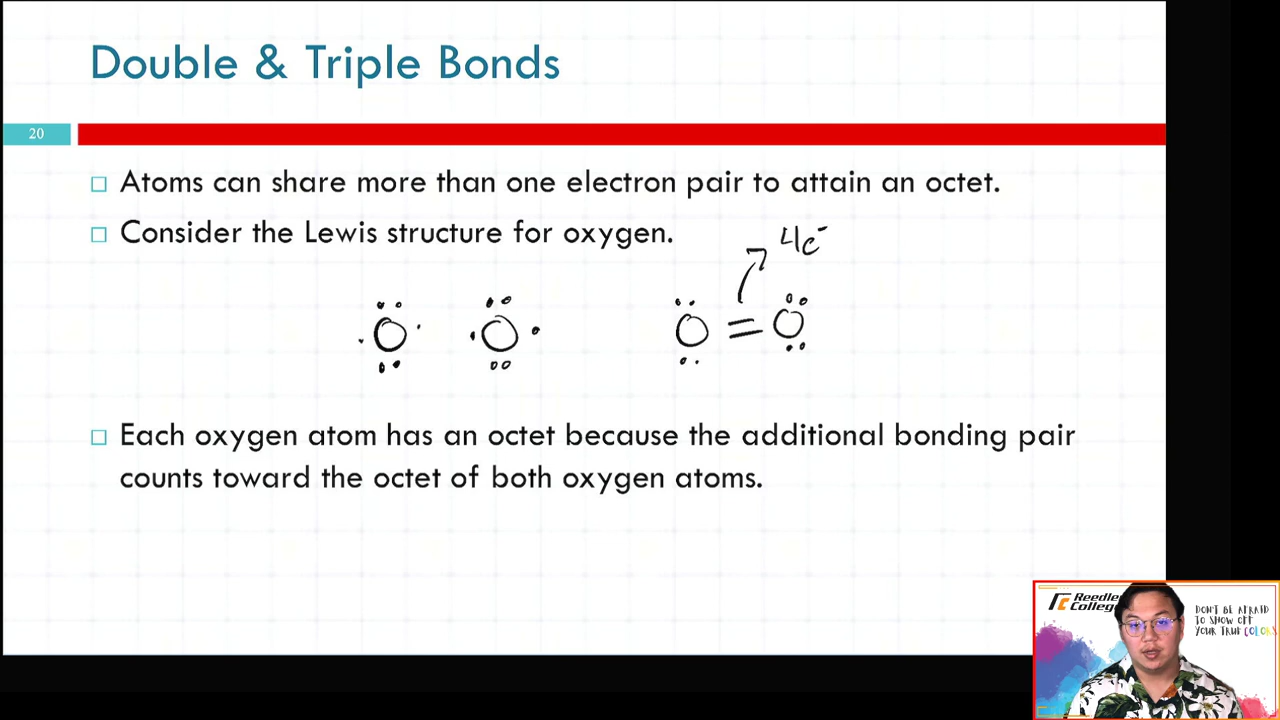 Double & Triple Bonds
20
Atoms can share more than one electron pair to attain an octet.
Consider the Lewis structure for oxygen.
4e⁻
O O O = O
Each oxygen atom has an octet because the additional bonding pair
counts toward the octet of both oxygen atoms.
Reedley
College
DON'T BE AFRAID
TO SHOW OFF
YOUR TRUE COLORS